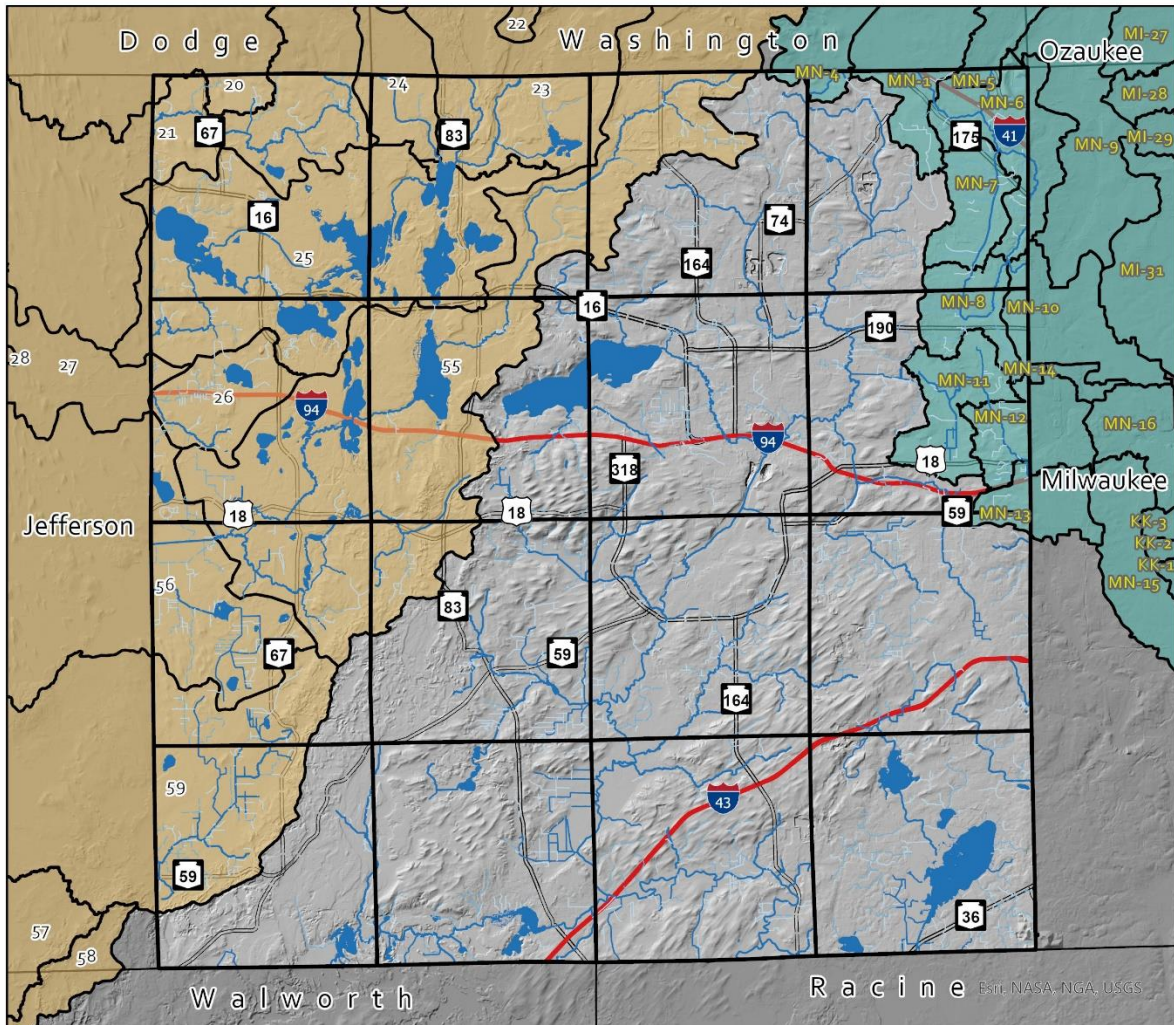 Dodge
22
Washington
MI-27
Ozaukee
MN-4
MN-1
MN-5
20
24
23
MN-6
MI-28
21
67
83
175
41
MI-29
MN-9
MN-7
16
74
25
164
MI-31
MN-8
MN-10
16
190
28
27
55
MN-14
MN-11
26
94
MN-12
MN-16
94
18
318
Milwaukee
18
18
59
MN-13
Jefferson
KK-3
KK-2
KK-1
MN-15
56
83
67
59
164
59
43
59
36
57
58
Walworth
Racine
Esri, NASA, NGA, USGS